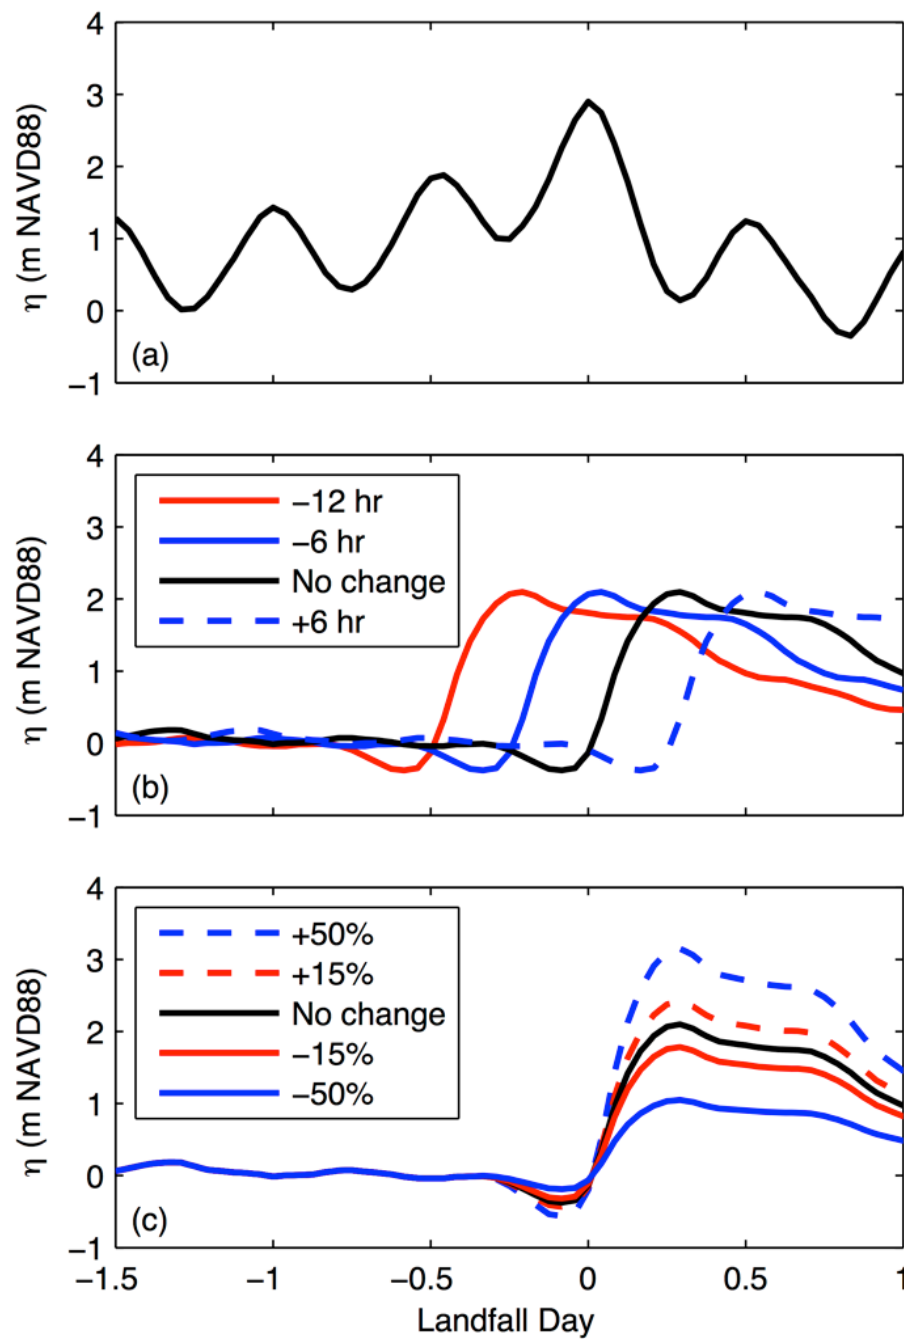 4
3
2
1
0
−1
η (m NAVD88)
(a)
4
3
2
1
0
−1
η (m NAVD88)
−12 hr
−6 hr
No change
+6 hr
(b)
4
3
2
1
0
−1
η (m NAVD88)
+50%
+15%
No change
−15%
−50%
(c)
−1.5 −1 −0.5 0 0.5 1
Landfall Day